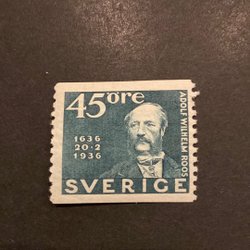 45 öre
1636
20·2
1936
ADOLF WILHELM ROOS
SVERIGE